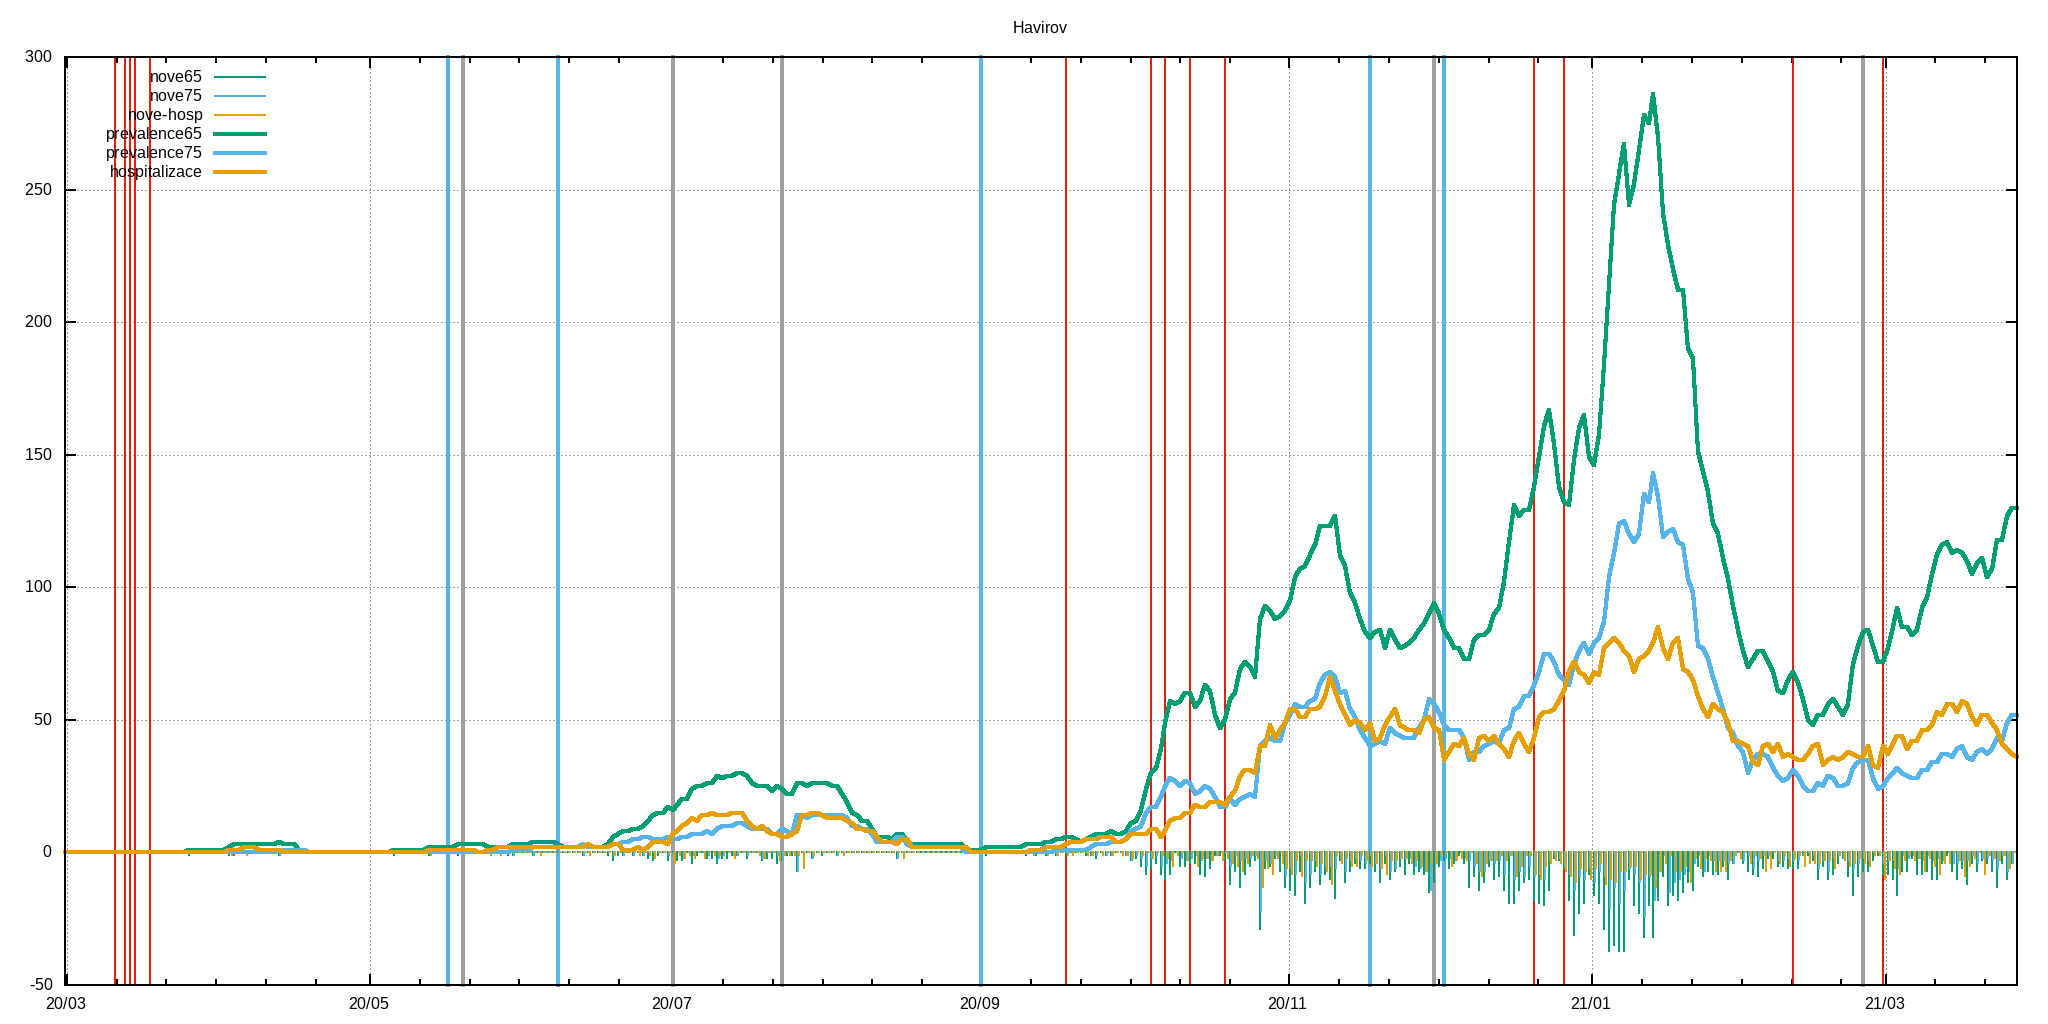 Havirov
300
nove65
nove75
nove-hosp
prevalence65
prevalence75
hospitalizace
250
200
150
100
50
0
-50
20/03 20/05 20/07 20/09 20/11 21/01 21/03